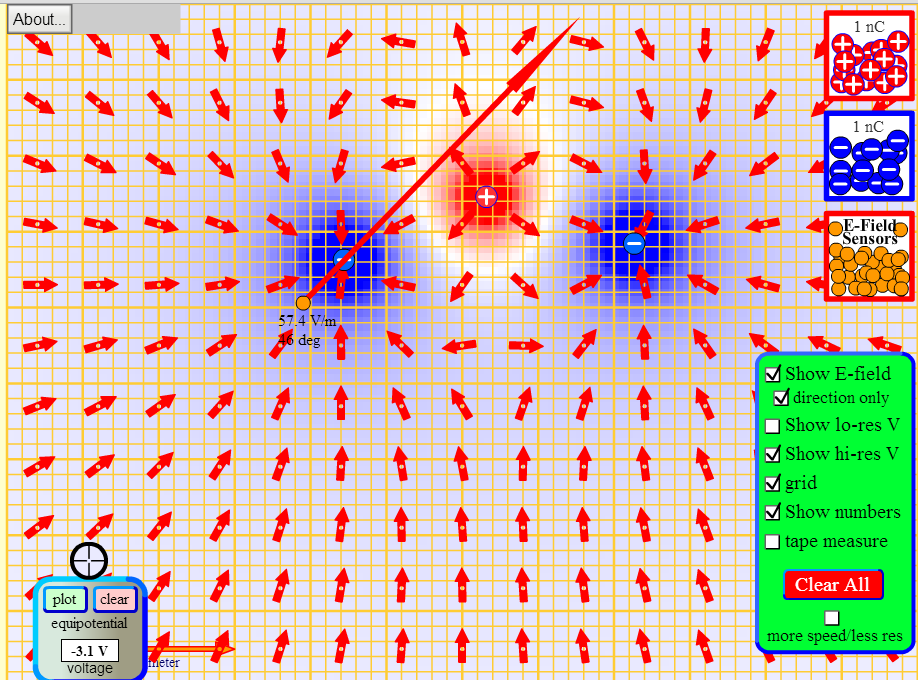 About...
1 nC
1 nC
E-Field
Sensors
57.4 V/m
46 deg
Show E-field
direction only
Show lo-res V
Show hi-res V
grid
Show numbers
tape measure
Clear All
more speed/less res
plot
clear
equipotential
-3.1 V
voltage
meter